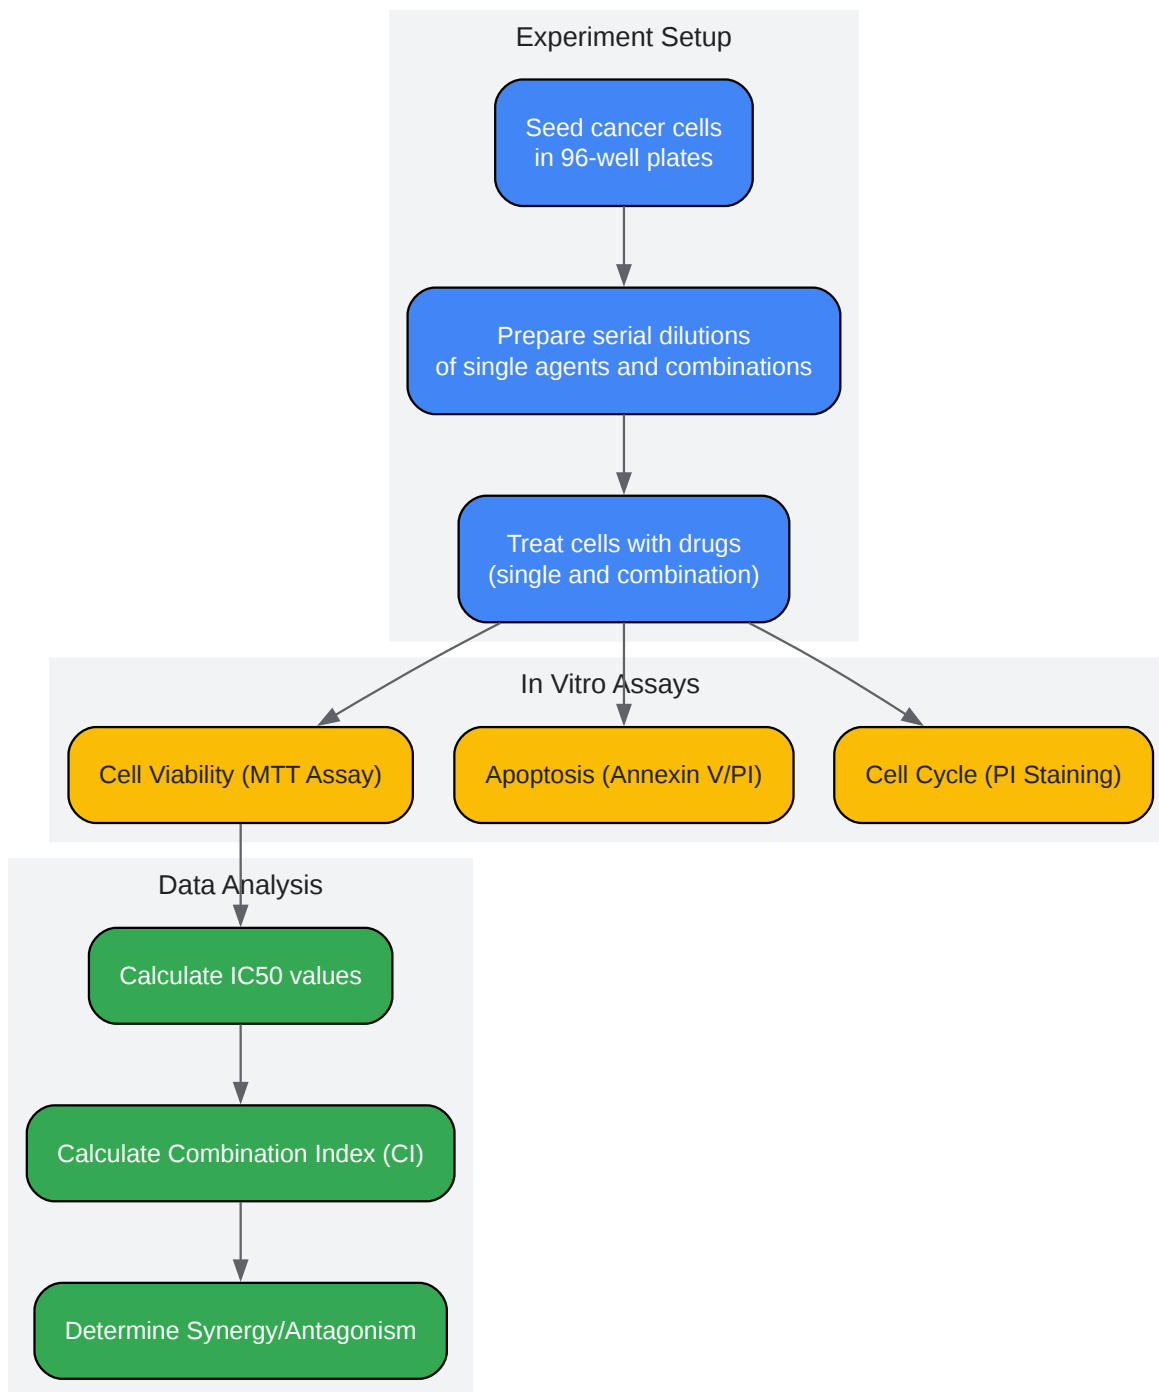 Experiment Setup
Seed cancer cells
in 96-well plates
Prepare serial dilutions
of single agents and combinations
Treat cells with drugs
(single and combination)
In Vitro Assays
Cell Viability (MTT Assay)
Apoptosis (Annexin V/PI)
Cell Cycle (PI Staining)
Data Analysis
Calculate IC50 values
Calculate Combination Index (CI)
Determine Synergy/Antagonism